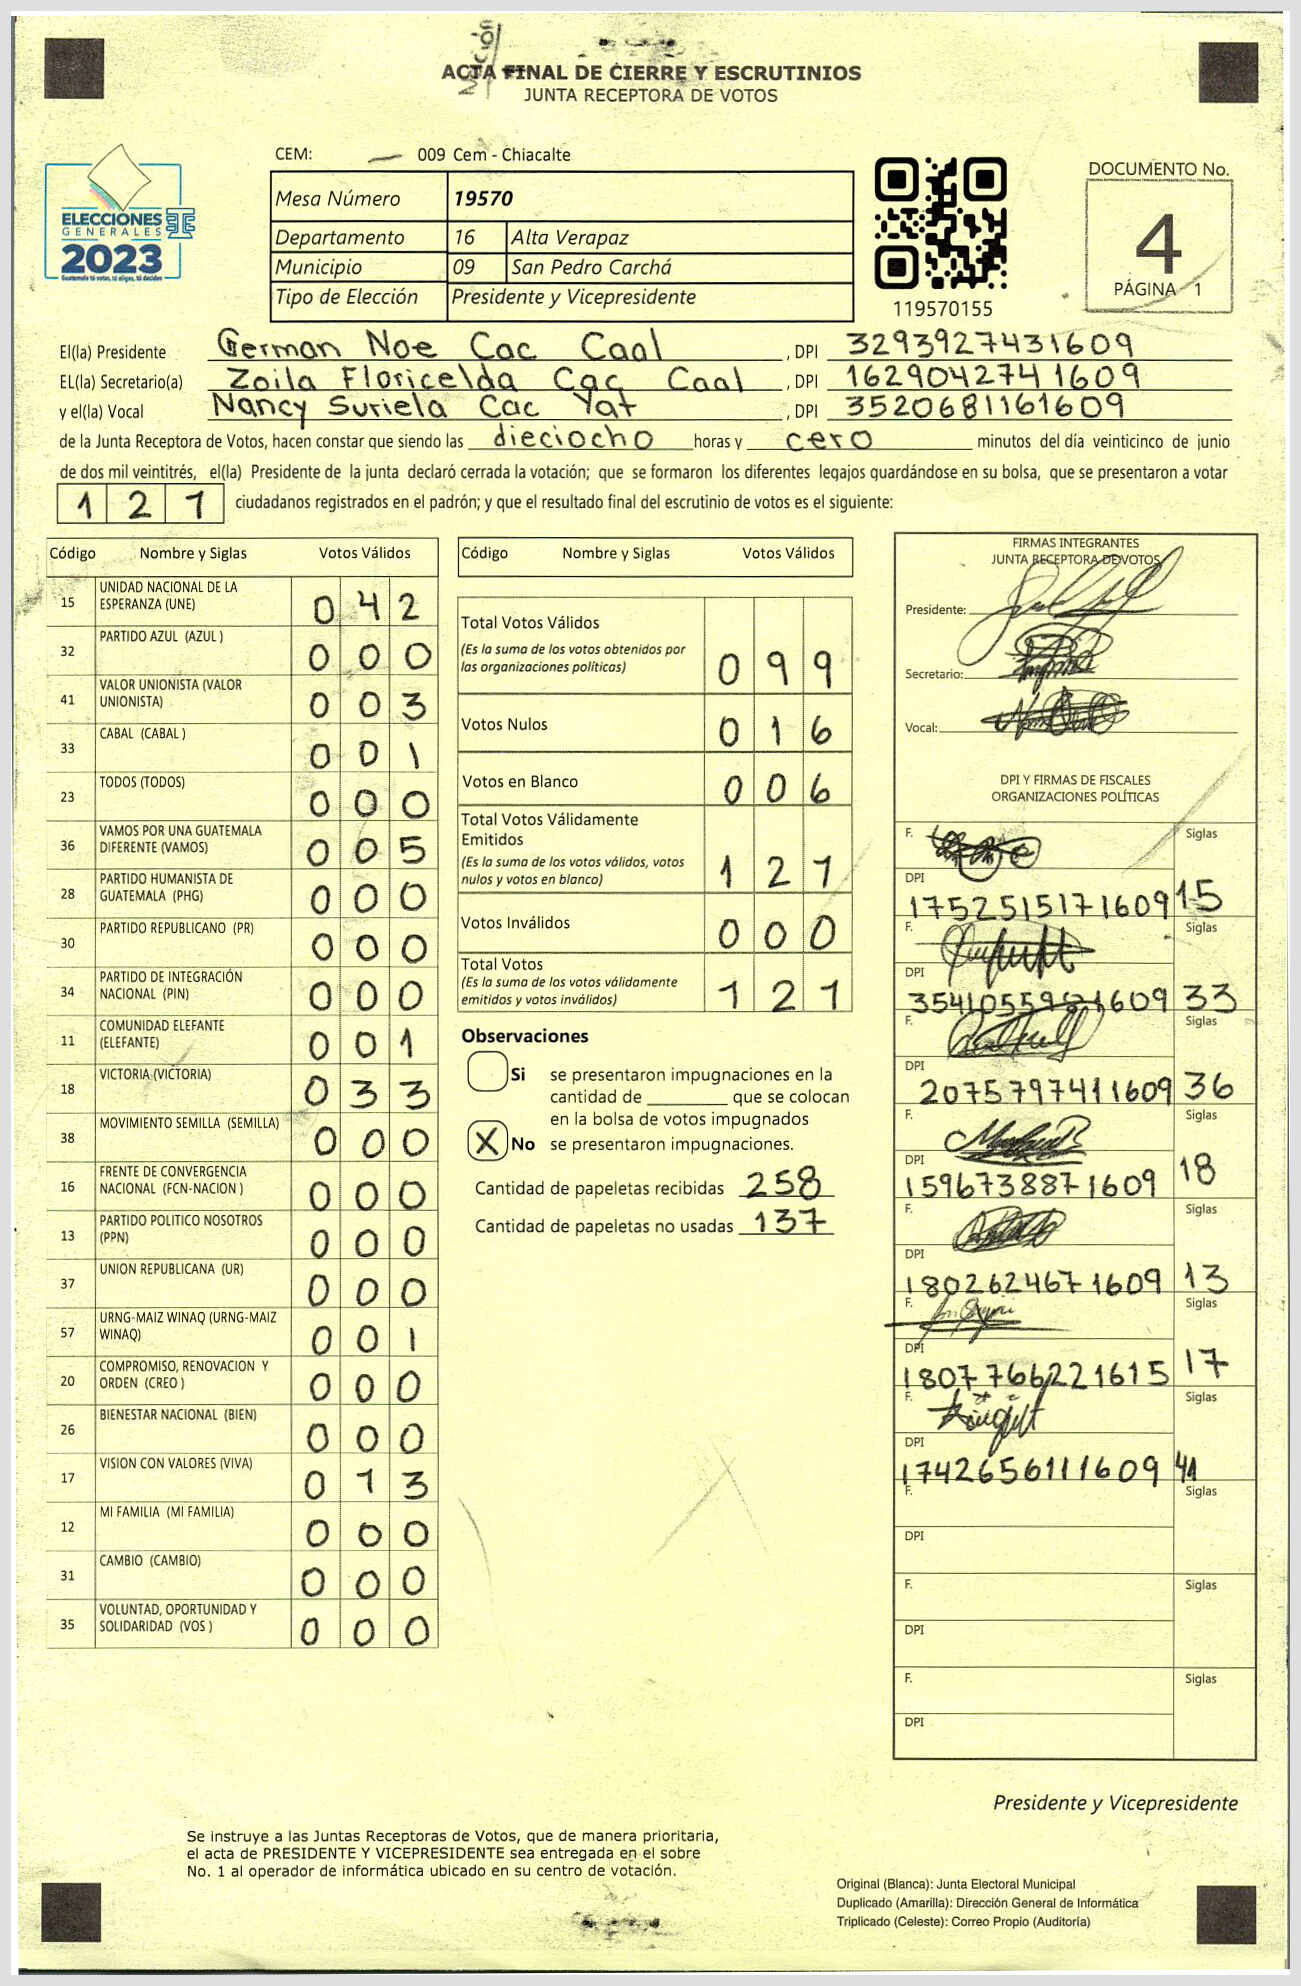 ACTA FINAL DE CIERRE Y ESCRUTINIOS
JUNTA RECEPTORA DE VOTOS
CEM: 009 Cem - Chiacalte
ELECCIONES
GENERALES
2023
Guatemala tú votas, tú eliges, tú decides
Mesa Número 19570
Departamento 16 Alta Verapaz
Municipio 09 San Pedro Carchá
Tipo de Elección Presidente y Vicepresidente
119570155
DOCUMENTO No.
4
PÁGINA 1
El(la) Presidente German Noe Cac Caal , DPI 3293927431609
EL(la) Secretario(a) Zoila Floricelda Cac Caal , DPI 1629042741609
y el(la) Vocal Nancy Suriela Cac Yat , DPI 3520681161609
de la Junta Receptora de Votos, hacen constar que siendo las dieciocho horas y cero minutos del día veinticinco de junio
de dos mil veintitrés, el(la) Presidente de la junta declaró cerrada la votación; que se formaron los diferentes legajos guardándose en su bolsa, que se presentaron a votar
1 2 1 ciudadanos registrados en el padrón; y que el resultado final del escrutinio de votos es el siguiente:
Código Nombre y Siglas Votos Válidos
15 UNIDAD NACIONAL DE LA ESPERANZA (UNE) 0 4 2
32 PARTIDO AZUL (AZUL ) 0 0 0
41 VALOR UNIONISTA (VALOR UNIONISTA) 0 0 3
33 CABAL (CABAL ) 0 0 1
23 TODOS (TODOS) 0 0 0
36 VAMOS POR UNA GUATEMALA DIFERENTE (VAMOS) 0 0 5
28 PARTIDO HUMANISTA DE GUATEMALA (PHG) 0 0 0
30 PARTIDO REPUBLICANO (PR) 0 0 0
34 PARTIDO DE INTEGRACIÓN NACIONAL (PIN) 0 0 0
11 COMUNIDAD ELEFANTE (ELEFANTE) 0 0 1
18 VICTORIA (VICTORIA) 0 3 3
38 MOVIMIENTO SEMILLA (SEMILLA) 0 0 0
16 FRENTE DE CONVERGENCIA NACIONAL (FCN-NACION ) 0 0 0
13 PARTIDO POLITICO NOSOTROS (PPN) 0 0 0
37 UNION REPUBLICANA (UR) 0 0 0
57 URNG-MAIZ WINAQ (URNG-MAIZ WINAQ) 0 0 1
20 COMPROMISO, RENOVACION Y ORDEN (CREO ) 0 0 0
26 BIENESTAR NACIONAL (BIEN) 0 0 0
17 VISION CON VALORES (VIVA) 0 1 3
12 MI FAMILIA (MI FAMILIA) 0 0 0
31 CAMBIO (CAMBIO) 0 0 0
35 VOLUNTAD, OPORTUNIDAD Y SOLIDARIDAD (VOS ) 0 0 0
Código Nombre y Siglas Votos Válidos
Total Votos Válidos
(Es la suma de los votos obtenidos por
las organizaciones políticas) 0 9 9
Votos Nulos 0 1 6
Votos en Blanco 0 0 6
Total Votos Válidamente
Emitidos
(Es la suma de los votos válidos, votos
nulos y votos en blanco) 1 2 1
Votos Inválidos 0 0 0
Total Votos
(Es la suma de los votos válidamente
emitidos y votos inválidos) 1 2 1
Observaciones
Si se presentaron impugnaciones en la
cantidad de ________ que se colocan
en la bolsa de votos impugnados
X No se presentaron impugnaciones.
Cantidad de papeletas recibidas 258
Cantidad de papeletas no usadas 137
FIRMAS INTEGRANTES
JUNTA RECEPTORA DE VOTOS
Presidente:
Secretario:
Vocal:
DPI Y FIRMAS DE FISCALES
ORGANIZACIONES POLÍTICAS
F. Siglas
DPI 1752515171609 15
F. Siglas
DPI 33
F. Siglas
DPI 2075797411609 36
F. Siglas
DPI 1596738871609 18
F. Siglas
DPI 1802624671609 13
F. Siglas
DPI 1807766221615 17
F. Siglas
DPI 1742656111609 41
F. Siglas
DPI
F. Siglas
DPI
F. Siglas
DPI
Presidente y Vicepresidente
Se instruye a las Juntas Receptoras de Votos, que de manera prioritaria,
el acta de PRESIDENTE Y VICEPRESIDENTE sea entregada en el sobre
No. 1 al operador de informática ubicado en su centro de votación.
Original (Blanca): Junta Electoral Municipal
Duplicado (Amarilla): Dirección General de Informática
Triplicado (Celeste): Correo Propio (Auditoría)